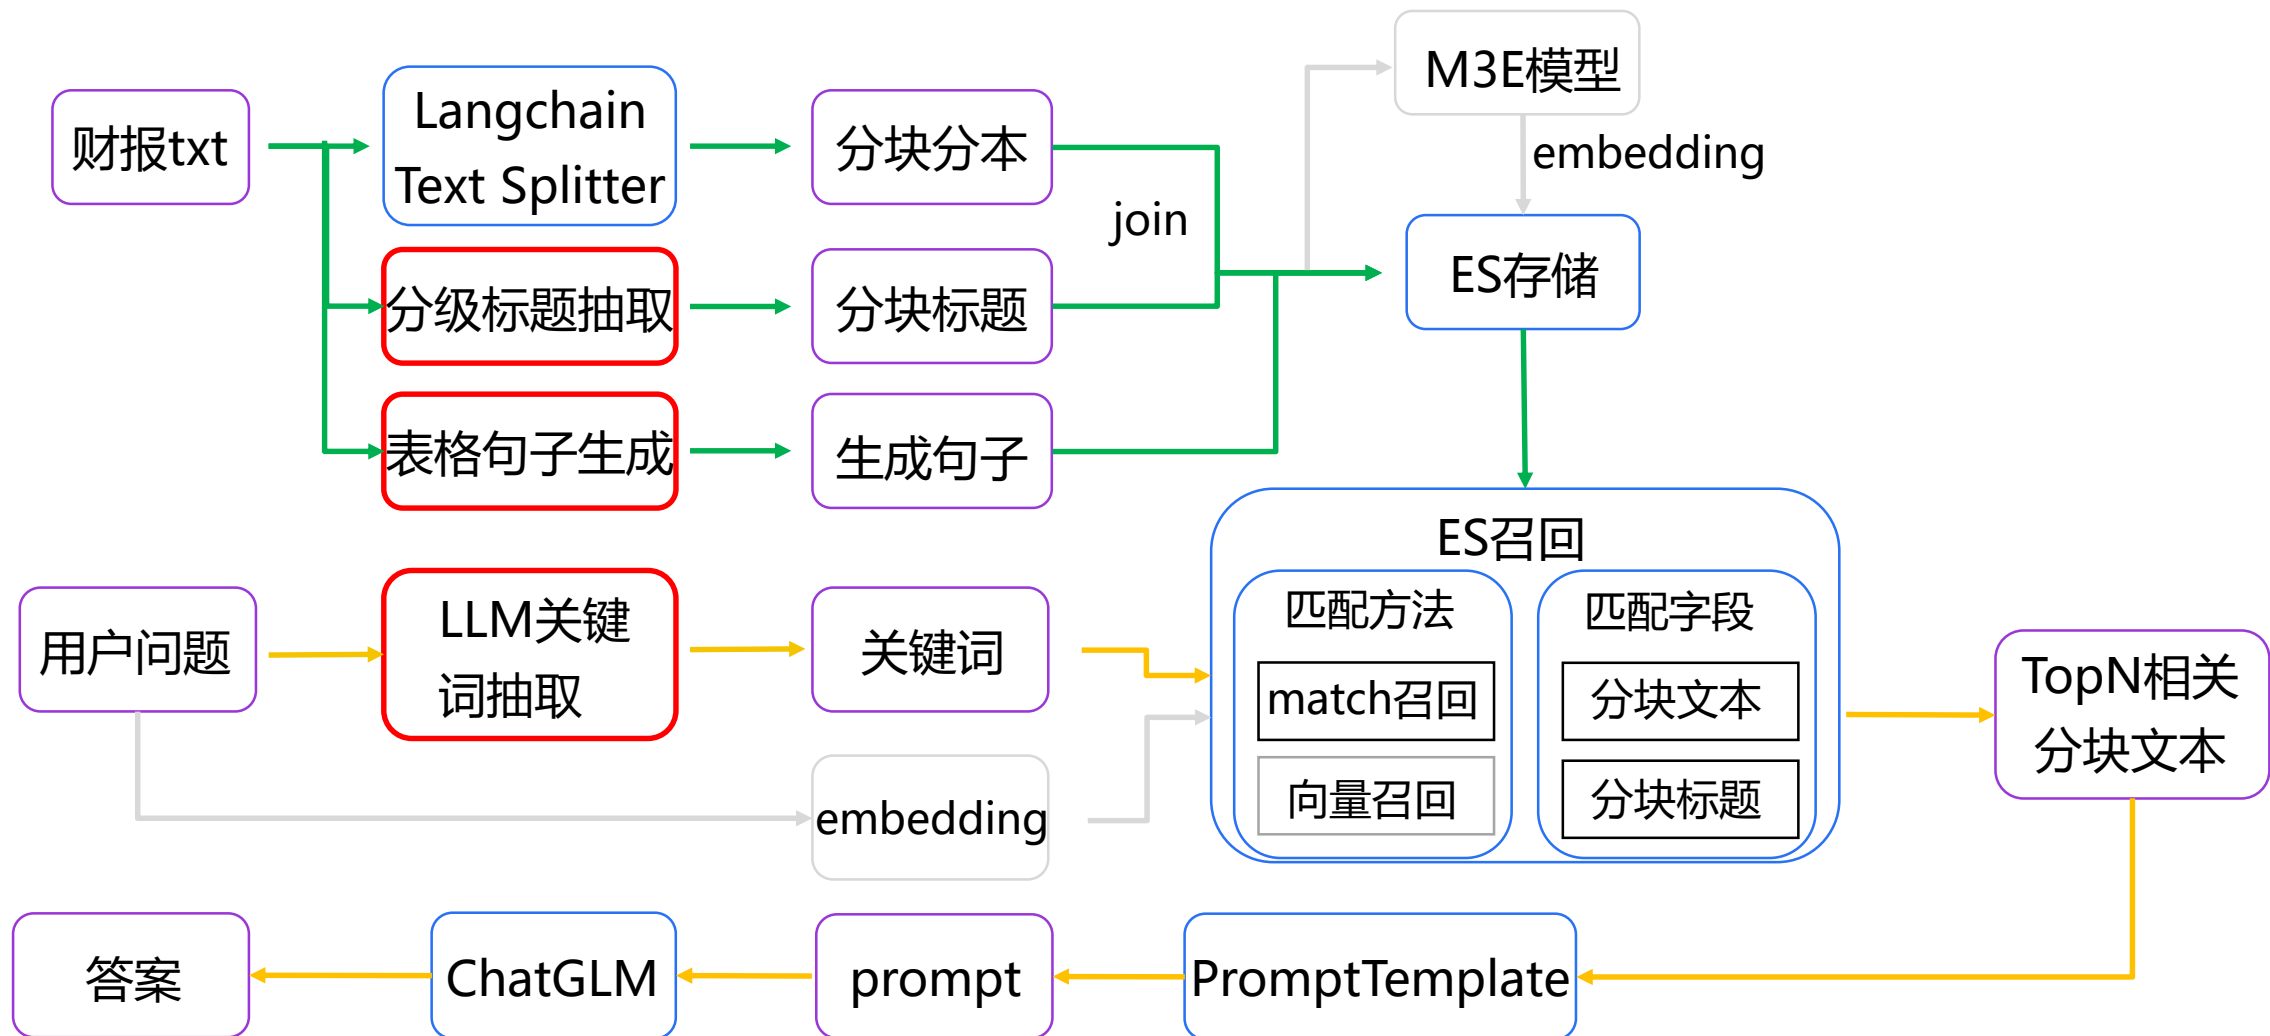 M3E模型
财报txt
Langchain
Text Splitter
分块分本
embedding
join
分级标题抽取
分块标题
ES存储
表格句子生成
生成句子
ES召回
用户问题
LLM关键
词抽取
关键词
匹配方法
匹配字段
match召回
分块文本
向量召回
分块标题
TopN相关
分块文本
embedding
答案
ChatGLM
prompt
PromptTemplate